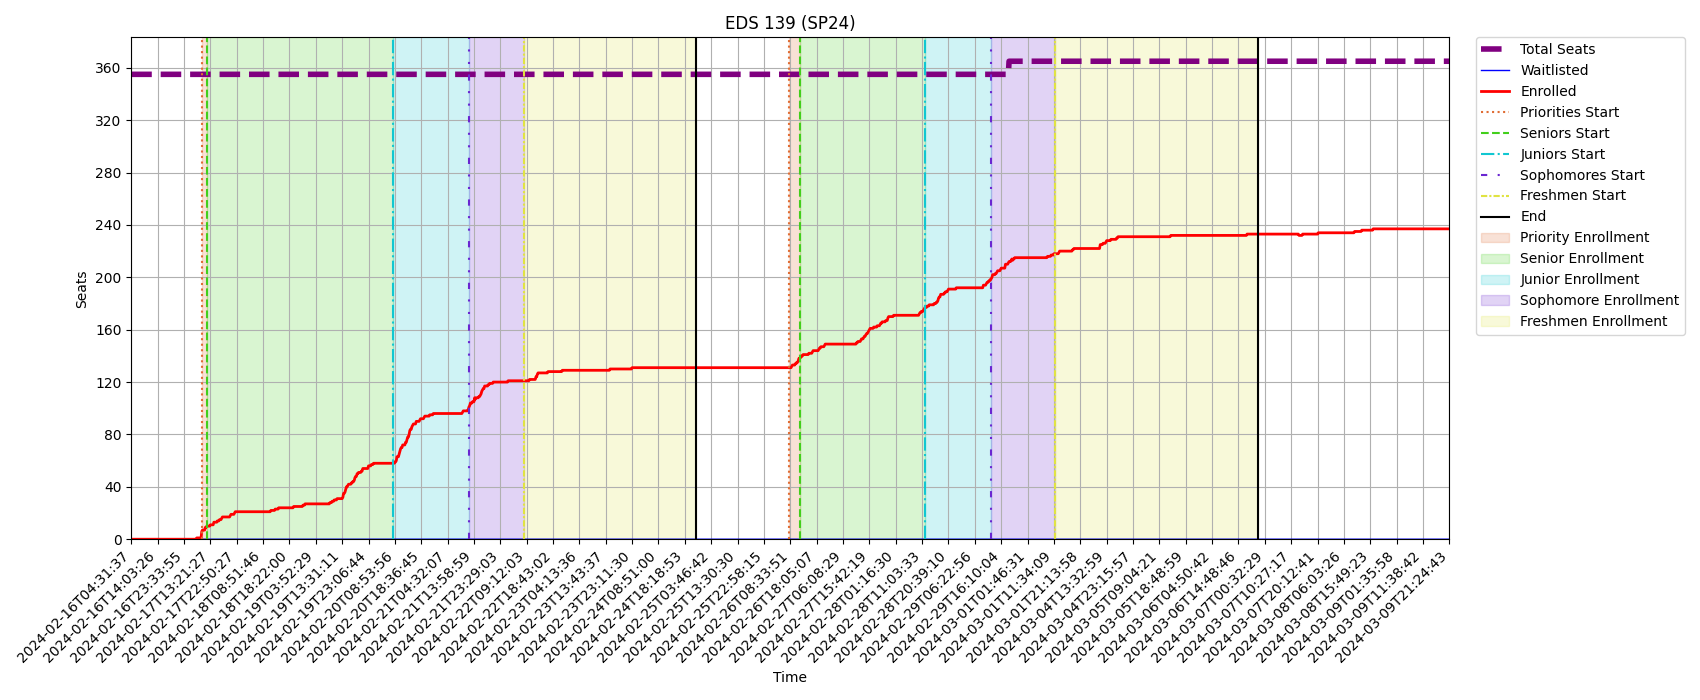 EDS 139 (SP24)
Seats
360
320
280
240
200
160
120
80
40
0
2024-02-16T04:31:37
2024-02-16T14:03:26
2024-02-16T23:33:55
2024-02-17T13:21:27
2024-02-17T22:50:27
2024-02-18T08:51:46
2024-02-18T18:22:00
2024-02-19T03:52:29
2024-02-19T13:31:11
2024-02-19T23:06:44
2024-02-20T08:53:56
2024-02-20T18:36:45
2024-02-21T04:32:07
2024-02-21T13:58:59
2024-02-21T23:29:03
2024-02-22T09:12:03
2024-02-22T18:43:02
2024-02-23T04:13:36
2024-02-23T13:43:37
2024-02-23T23:11:30
2024-02-24T08:51:00
2024-02-24T18:18:53
2024-02-25T03:46:42
2024-02-25T13:30:30
2024-02-25T22:58:15
2024-02-26T08:33:51
2024-02-26T18:05:07
2024-02-27T06:08:29
2024-02-27T15:42:19
2024-02-28T01:16:30
2024-02-28T11:03:33
2024-02-28T20:39:10
2024-02-29T06:22:56
2024-02-29T16:10:04
2024-03-01T01:46:31
2024-03-01T11:34:09
2024-03-01T21:13:58
2024-03-04T18:32:59
2024-03-04T23:15:57
2024-03-05T09:04:21
2024-03-05T18:48:59
2024-03-06T04:50:42
2024-03-06T14:48:46
2024-03-07T00:32:29
2024-03-07T10:27:17
2024-03-07T20:12:41
2024-03-08T06:03:26
2024-03-08T15:49:23
2024-03-09T01:35:58
2024-03-09T11:38:42
2024-03-09T21:24:43
Time
Total Seats
Waitlisted
Enrolled
Priorities Start
Seniors Start
Juniors Start
Sophomores Start
Freshmen Start
End
Priority Enrollment
Senior Enrollment
Junior Enrollment
Sophomore Enrollment
Freshmen Enrollment